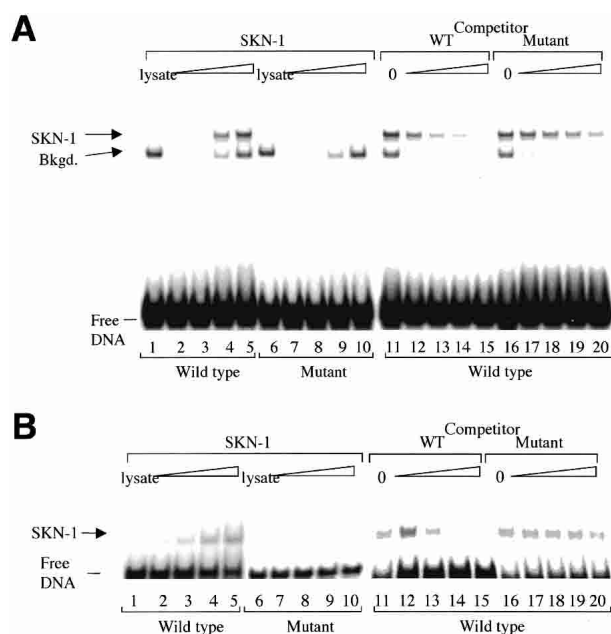 A
Competitor
SKN-1 WT Mutant
lysate lysate 0 0
SKN-1
Bkgd.
Free
DNA
1 2 3 4 5 6 7 8 9 10 11 12 13 14 15 16 17 18 19 20
Wild type Mutant Wild type
B
Competitor
SKN-1 WT Mutant
lysate lysate 0 0
SKN-1
Free
DNA
1 2 3 4 5 6 7 8 9 10 11 12 13 14 15 16 17 18 19 20
Wild type Mutant Wild type